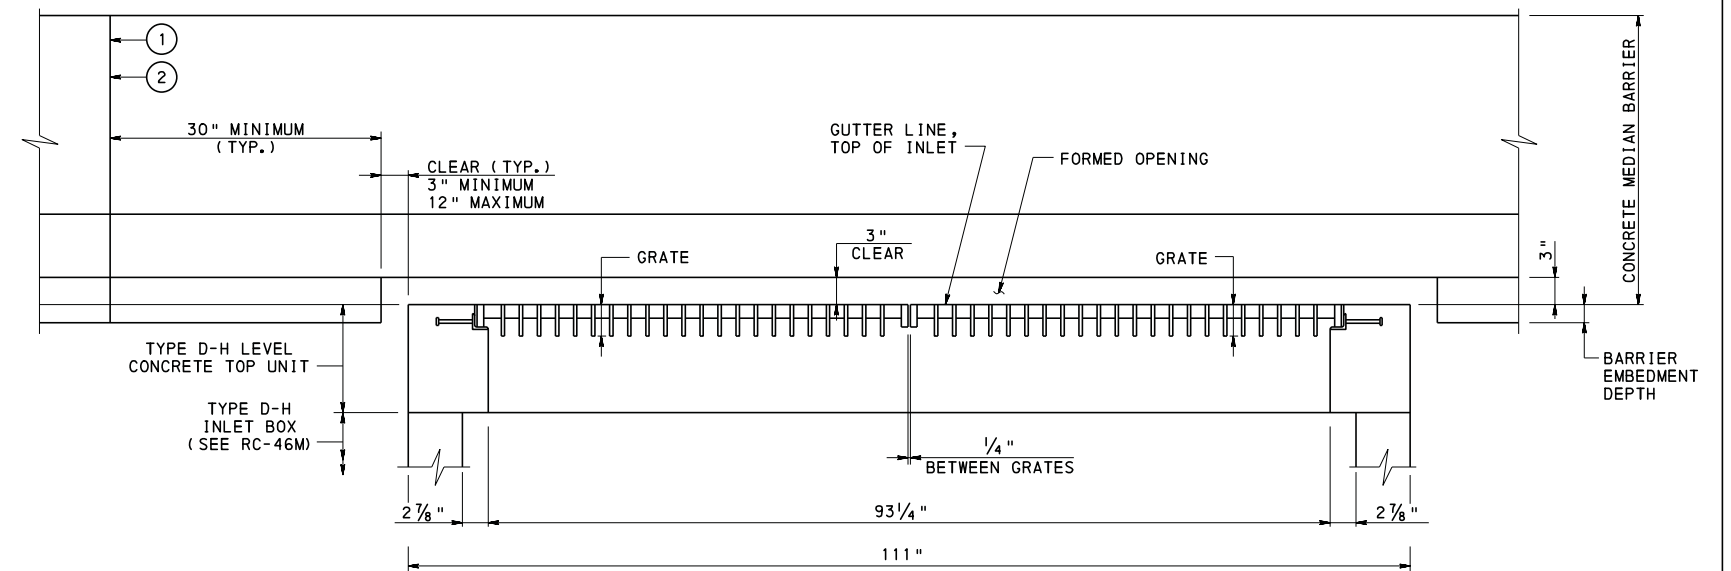 1
2
30" MINIMUM
(TYP.)
CLEAR (TYP.)
3" MINIMUM
12" MAXIMUM
GUTTER LINE,
TOP OF INLET
FORMED OPENING
CONCRETE MEDIAN BARRIER
GRATE
3"
CLEAR
GRATE
3"
TYPE D-H LEVEL
CONCRETE TOP UNIT
BARRIER
EMBEDMENT
DEPTH
TYPE D-H
INLET BOX
(SEE RC-46M)
1/4"
BETWEEN GRATES
2 7/8"
93 1/4"
2 7/8"
111"